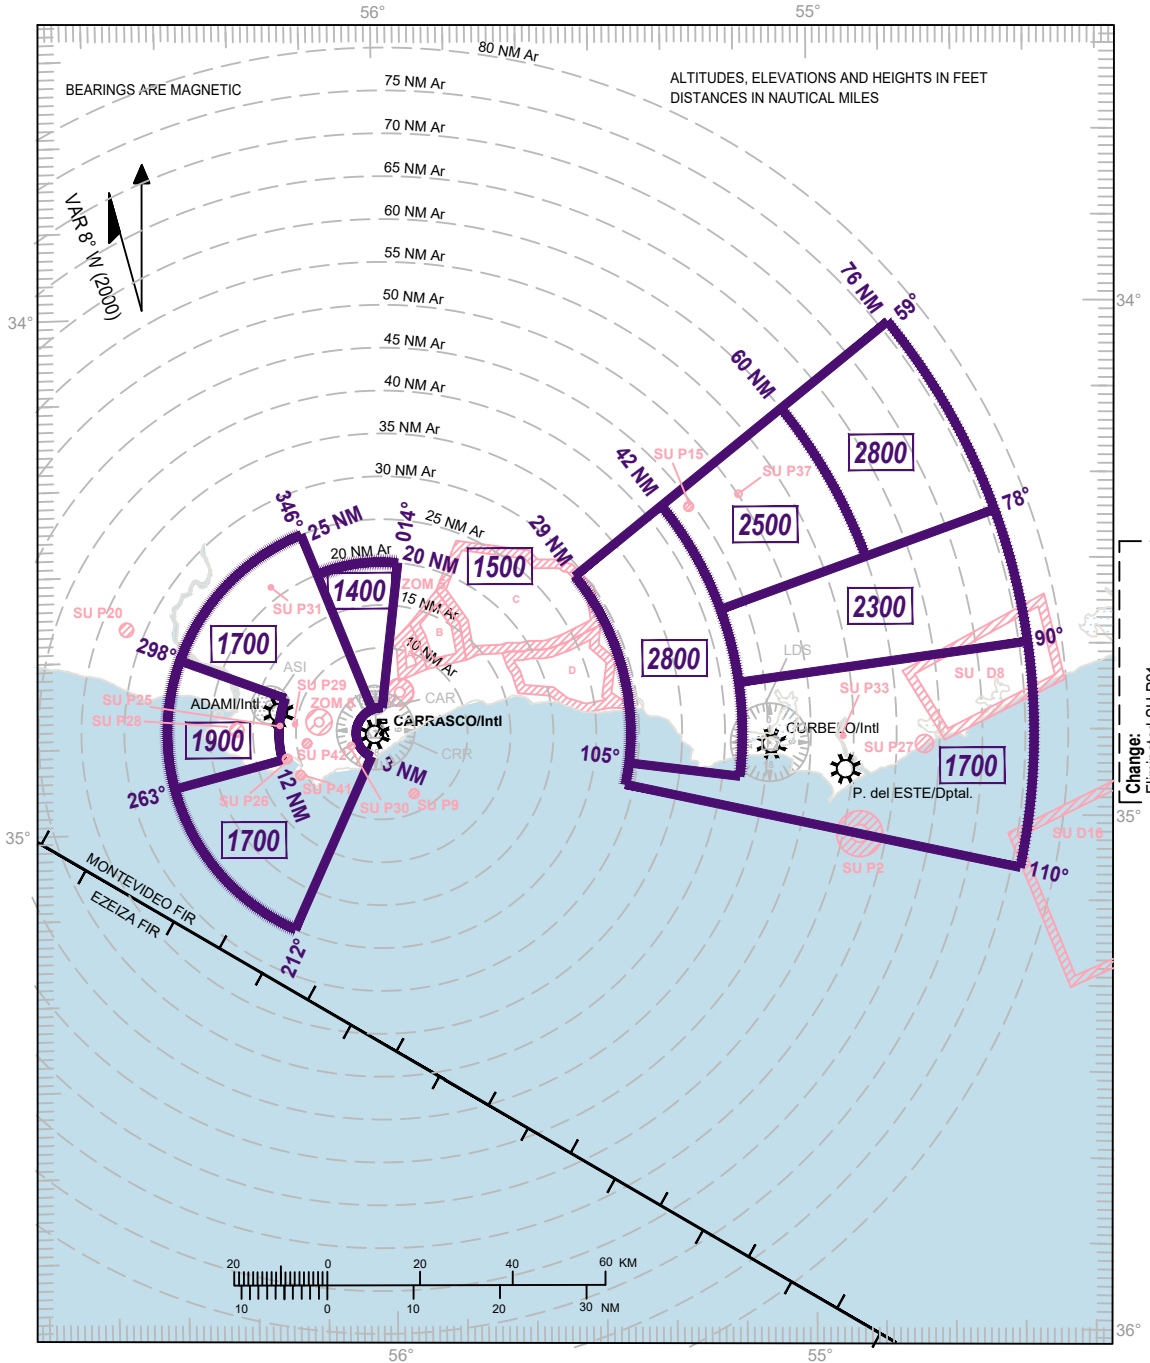 56°
55°
80 NM Ar
BEARINGS ARE MAGNETIC
75 NM Ar
ALTITUDES, ELEVATIONS AND HEIGHTS IN FEET
DISTANCES IN NAUTICAL MILES
70 NM Ar
65 NM Ar
VAR 8° W (2000)
60 NM Ar
55 NM Ar
50 NM Ar
76 NM
59°
34°
34°
45 NM Ar
60 NM
40 NM Ar
35 NM Ar
2800
42 NM
SU P15
30 NM Ar
SU P37
346°
25 NM
014°
25 NM Ar
29 NM
2500
78°
20 NM Ar
20 NM
1500
1400
ZOM
C
15 NM Ar
SU P31
SU P20
2300
B
298°
1700
10 NM Ar
2800
90°
LDS
ASI
D
SU D8
SU P29
SU P33
ADAMI/Intl
SU P25
ZOM
CAR
SU P28
CARRASCO/Intl
CURBELO/Intl
1900
SU P42
CRR
SU P27
105°
3 NM
1700
263°
SU P26
12 NM
SU P41
SU P30
SU P9
P. del ESTE/Dptal.
Change:
35°
35°
1700
SU P2
SU D16
MONTEVIDEO FIR
EZEIZA FIR
110°
212°
20
0
20
40
60 KM
10
0
10
20
30 NM
36°
56°
55°